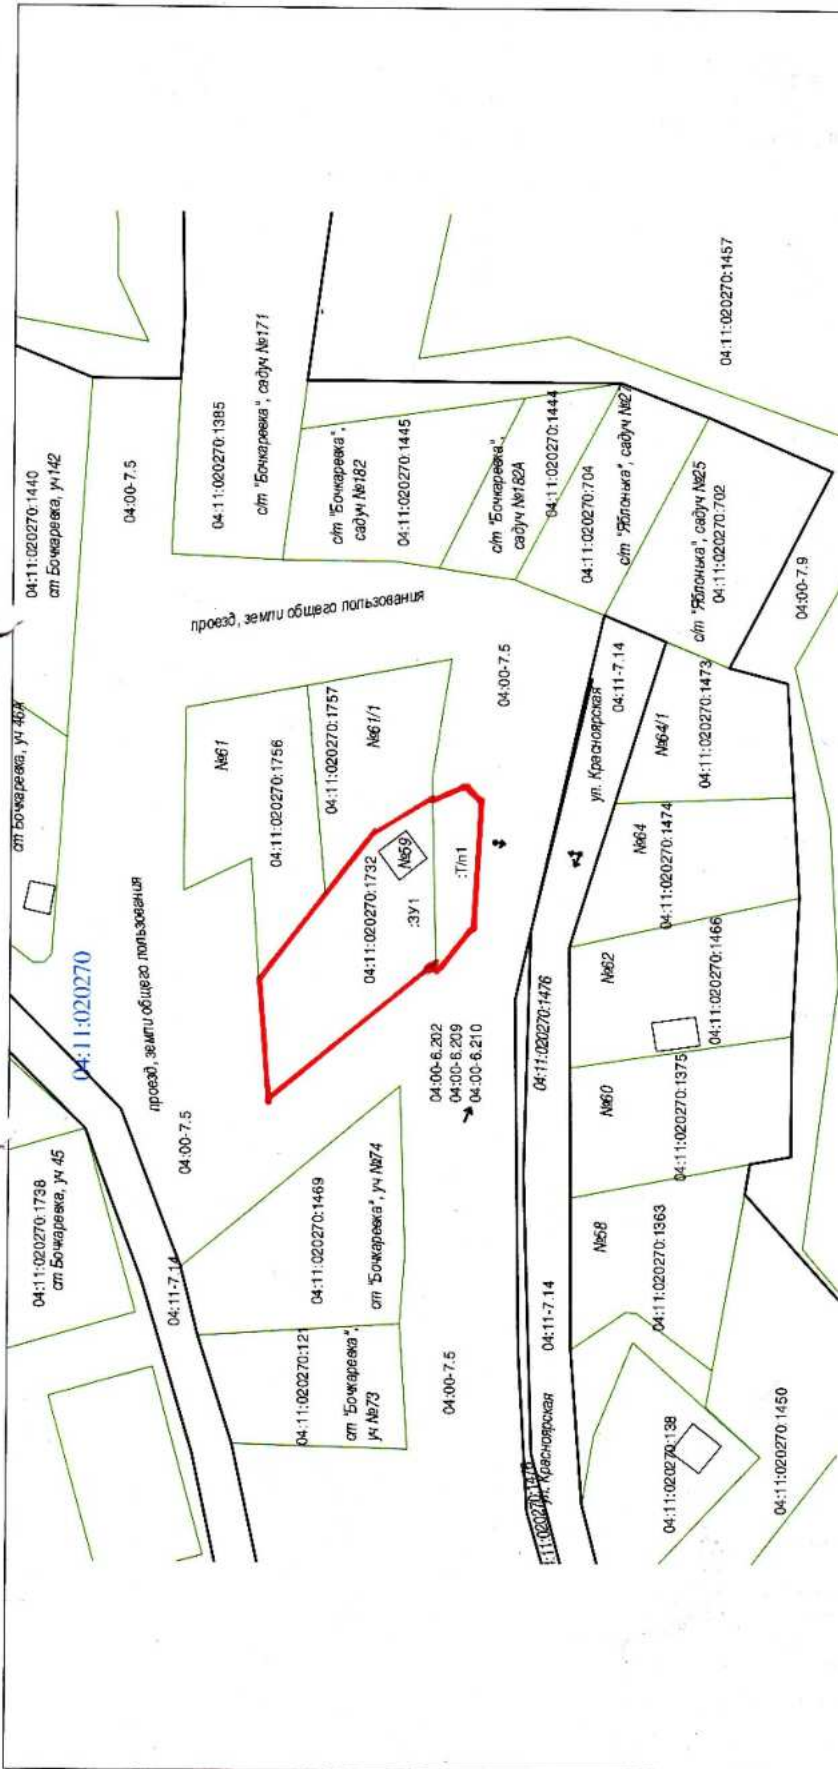 04:11:020270:1738
ст Бочкаревка, уч 45
04:11:020270
ст Бочкаревка, уч 46А
04:11:020270:1440
ст Бочкаревка, уч142
04:00-7.5
04:11-7.14
04:00-7.5
проезд, земли общего пользования
04:11:020270:1385
с/т "Бочкаревка", садуч №171
№61
04:11:020270:1756
проезд, земли общего пользования
04:11:020270:121
ст "Бочкаревка",
уч №73
04:11:020270:1469
ст "Бочкаревка", уч №74
04:11:020270:1757
№61/1
с/т "Бочкаревка",
садуч №182
04:11:020270:1445
04:11:020270:1732
№59
:ЗУ1
:Т/п1
04:00-7.5
04:00-6.202
04:00-6.209
04:00-6.210
04:00-7.5
с/т "Бочкаревка",
садуч №182А
04:11:020270:1444
04:11:020270:704
с/т "Яблонька", садуч №27
:11:020270:1476
ул. Красноярская
04:11-7.14
04:11:020270:1476
ул. Красноярская
04:11-7.14
с/т "Яблонька", садуч №25
04:11:020270:702
04:11:020270:1457
№58
04:11:020270:1363
№60
04:11:020270:1375
№62
04:11:020270:1466
№64
04:11:020270:1474
№64/1
04:11:020270:1473
04:00-7.9
04:11:020270:138
04:11:020270:1450